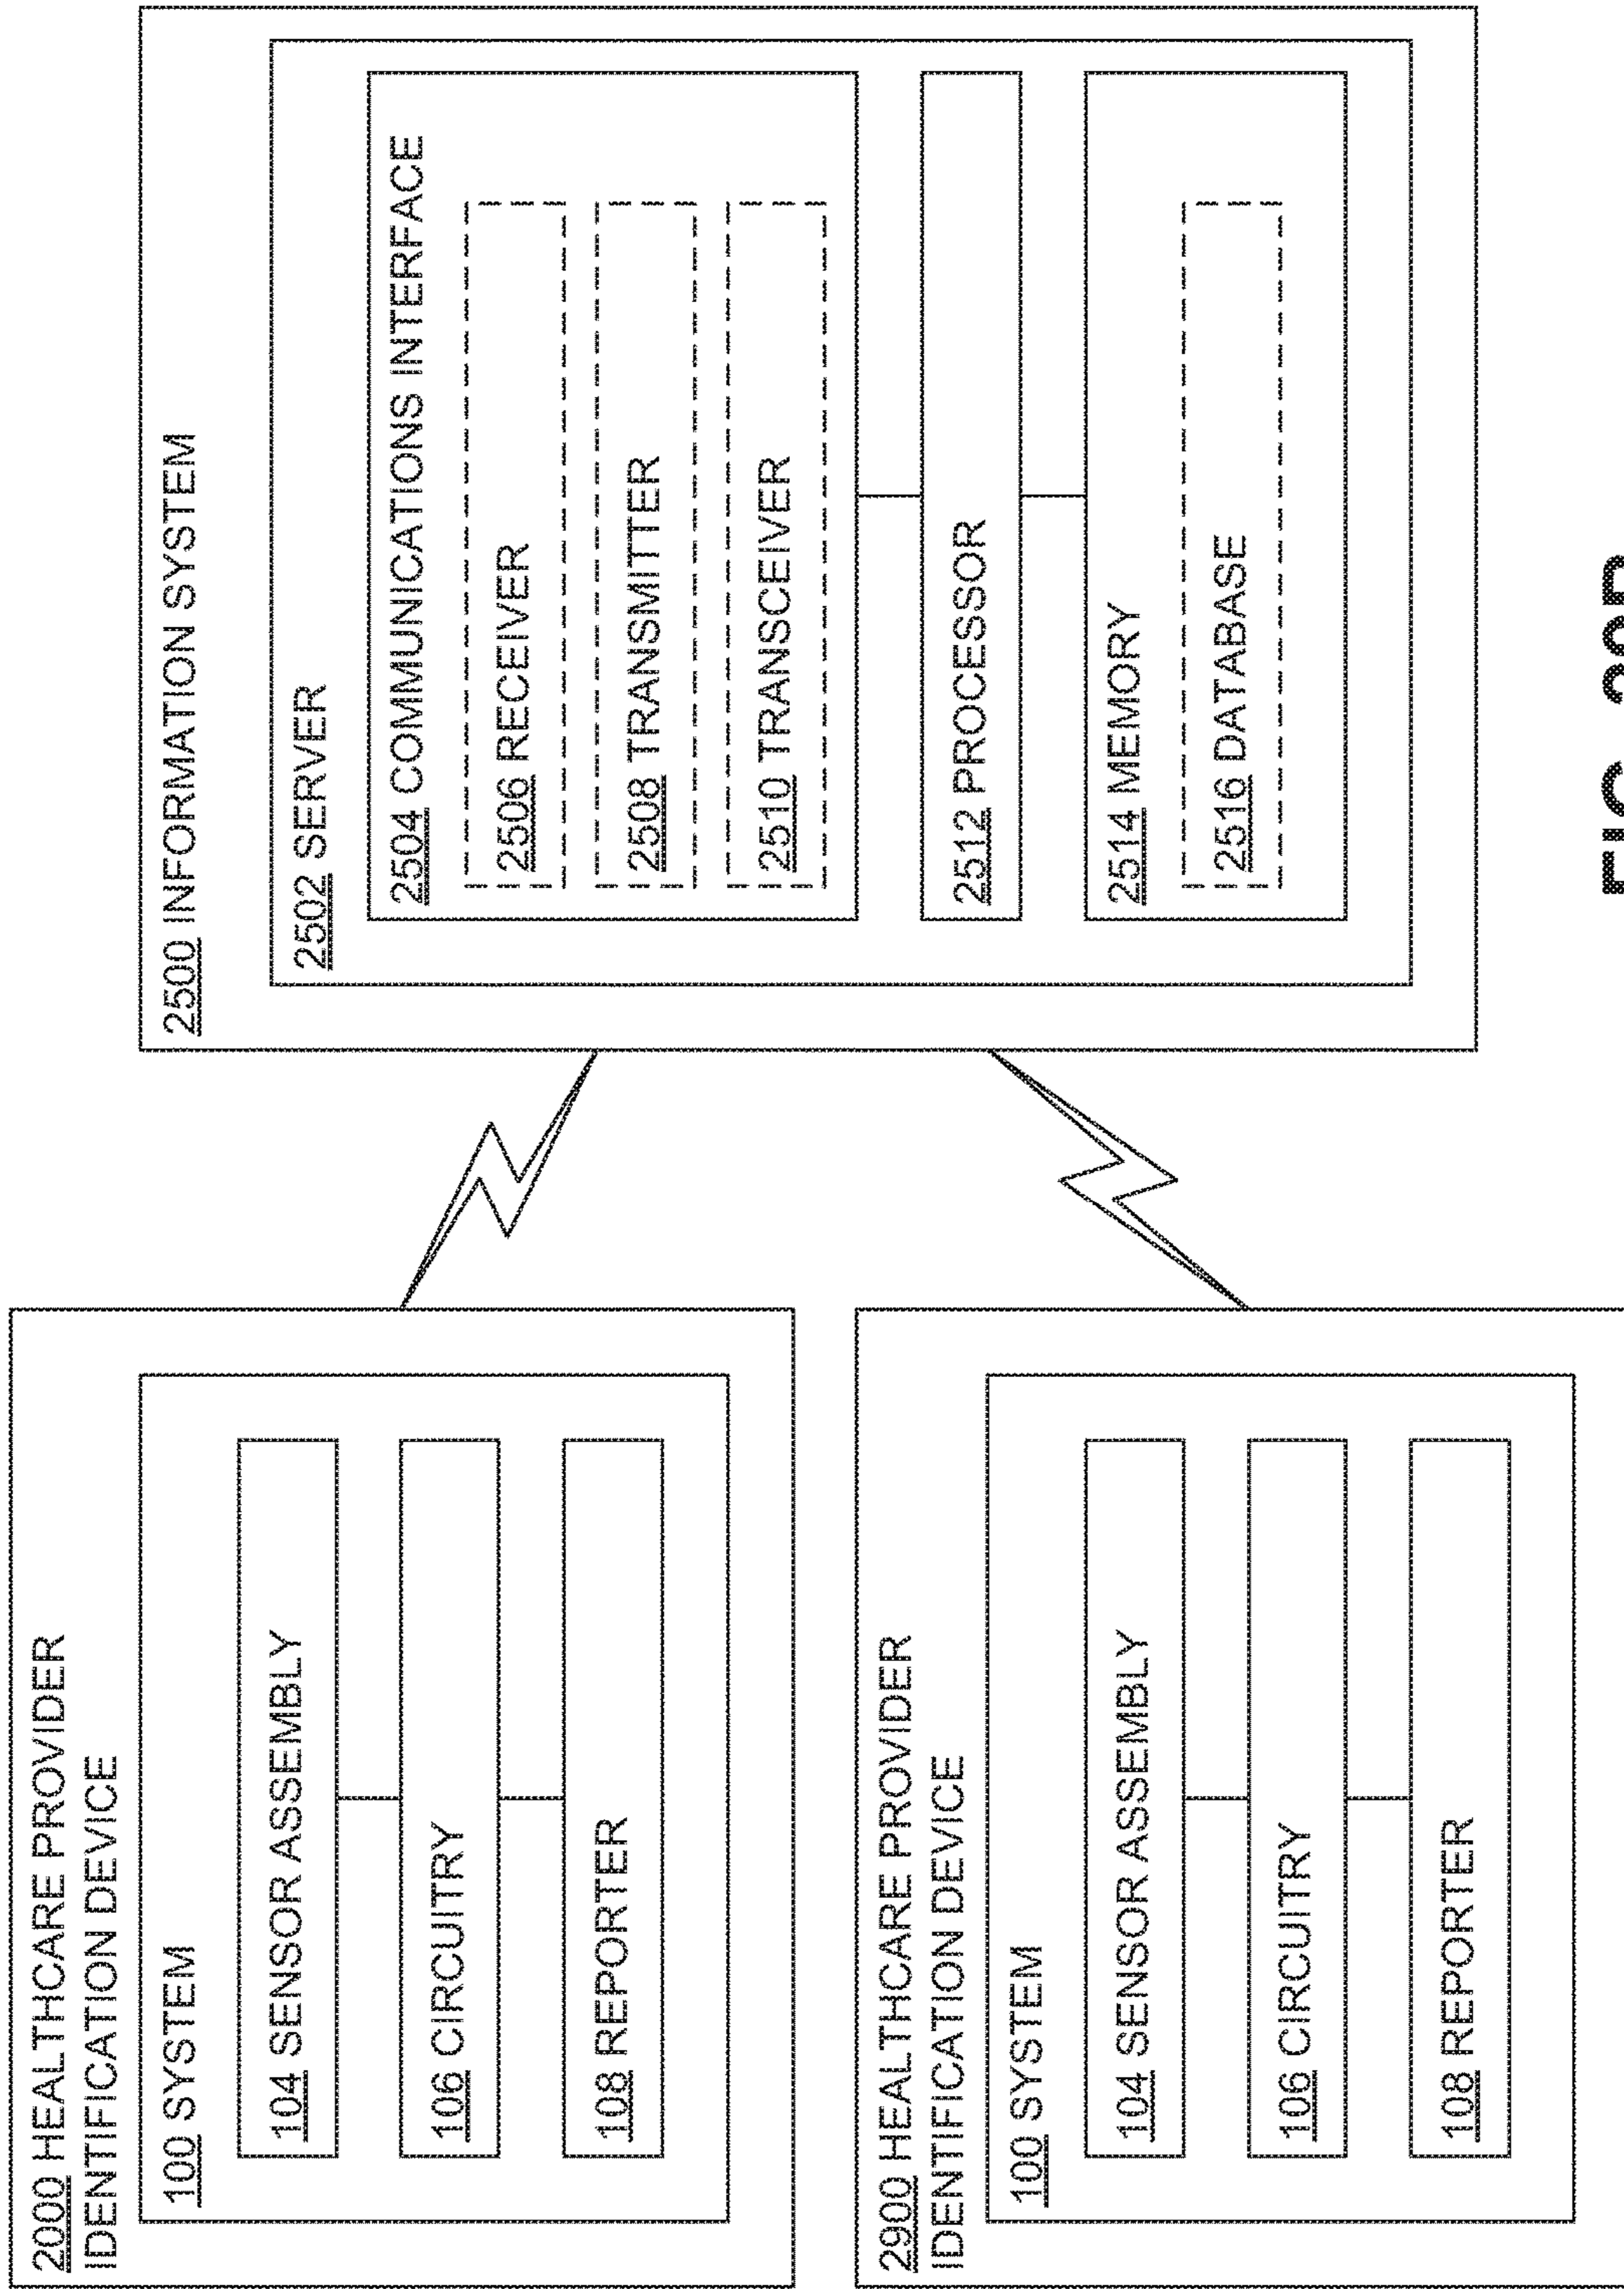 2000 HEALTHCARE PROVIDER
IDENTIFICATION DEVICE
100 SYSTEM
104 SENSOR ASSEMBLY
106 CIRCUITRY
108 REPORTER
2900 HEALTHCARE PROVIDER
IDENTIFICATION DEVICE
100 SYSTEM
104 SENSOR ASSEMBLY
106 CIRCUITRY
108 REPORTER
2500 INFORMATION SYSTEM
2502 SERVER
2504 COMMUNICATIONS INTERFACE
2506 RECEIVER
2508 TRANSMITTER
2510 TRANSCEIVER
2512 PROCESSOR
2514 MEMORY
2516 DATABASE
FIG.